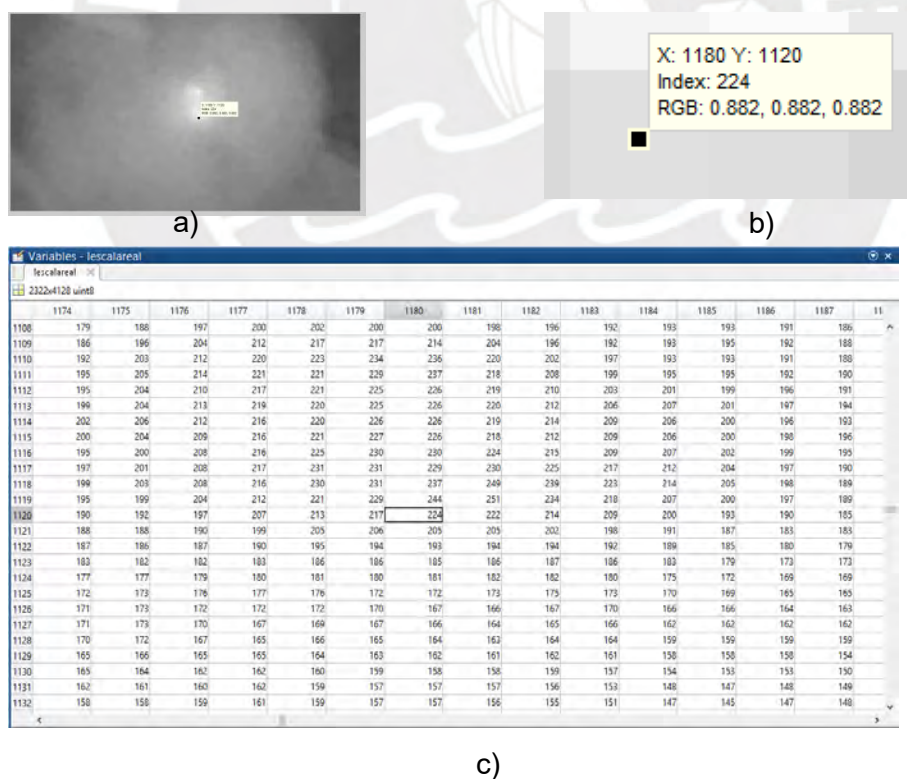 X: 1180 Y: 1120
Index: 224
RGB: 0.882, 0.882, 0.882
a)
b)
Variables - Iescalareal
Iescalareal
2322x4128 uint8
1174 1175 1176 1177 1178 1179 1180 1181 1182 1183 1184 1185 1186 1187 11
1108 179 188 197 200 202 200 200 198 196 192 193 193 191 186
1109 186 196 204 212 217 217 214 204 196 192 193 195 192 188
1110 192 203 212 220 223 234 236 220 202 197 193 193 191 188
1111 195 205 214 221 221 229 237 218 208 199 195 195 192 190
1112 195 204 210 217 221 225 226 219 210 203 201 199 196 191
1113 199 204 213 219 220 225 226 220 212 206 207 201 197 194
1114 202 206 212 216 220 226 226 219 214 209 206 200 196 193
1115 200 204 209 216 221 227 226 218 212 209 206 200 198 196
1116 195 200 208 216 225 230 230 224 215 209 207 202 199 195
1117 197 201 208 217 231 231 229 230 225 217 212 204 197 190
1118 199 203 208 216 230 231 237 249 239 223 214 205 198 189
1119 195 199 204 212 221 229 244 251 234 218 207 200 197 189
1120 190 192 197 207 213 217 224 222 214 209 200 193 190 185
1121 188 188 190 199 205 206 205 205 202 198 191 187 183 183
1122 187 186 187 190 195 194 193 194 194 192 189 185 180 179
1123 183 182 182 183 186 186 185 186 187 186 183 179 173 173
1124 177 177 179 180 181 180 181 182 182 180 175 172 169 169
1125 172 173 176 177 176 172 172 173 175 173 170 169 165 165
1126 171 173 172 172 172 170 167 166 167 170 166 166 164 163
1127 171 173 170 167 169 167 166 164 165 166 162 162 162 162
1128 170 172 167 165 166 165 164 163 164 164 159 159 159 159
1129 165 166 165 165 164 163 162 161 162 161 158 158 158 154
1130 165 164 162 162 160 159 158 158 159 157 154 153 153 150
1131 162 161 160 162 159 157 157 157 156 153 148 147 148 149
1132 158 158 159 161 159 157 157 156 155 151 147 145 147 148
c)